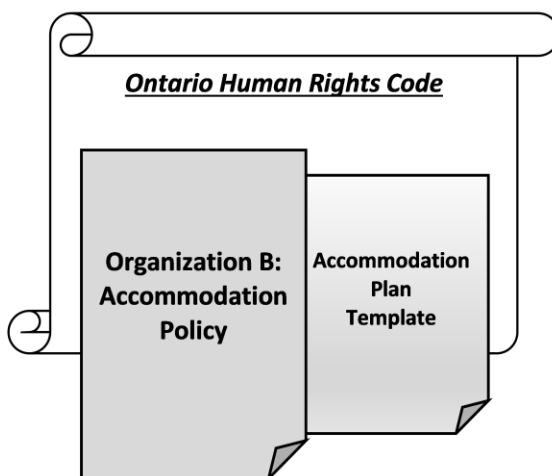 Ontario Human Rights Code
Organization B:
Accommodation
Policy
Accommodation
Plan
Template